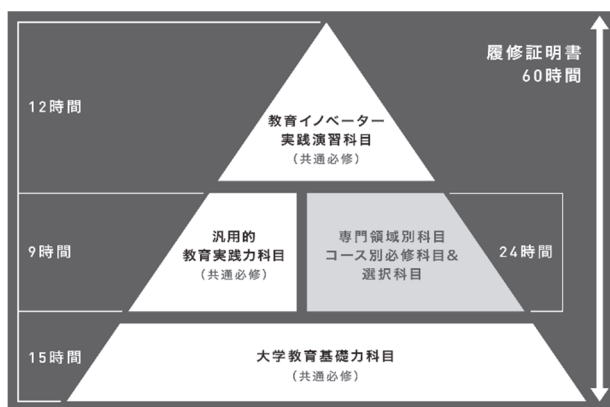 履修証明書
60時間
12時間
教育イノベーター
実践演習科目
(共通必修)
9時間
汎用的
教育実践力科目
(共通必修)
専門領域別科目
コース別必修科目&
選択科目
24時間
15時間
大学教育基礎力科目
(共通必修)